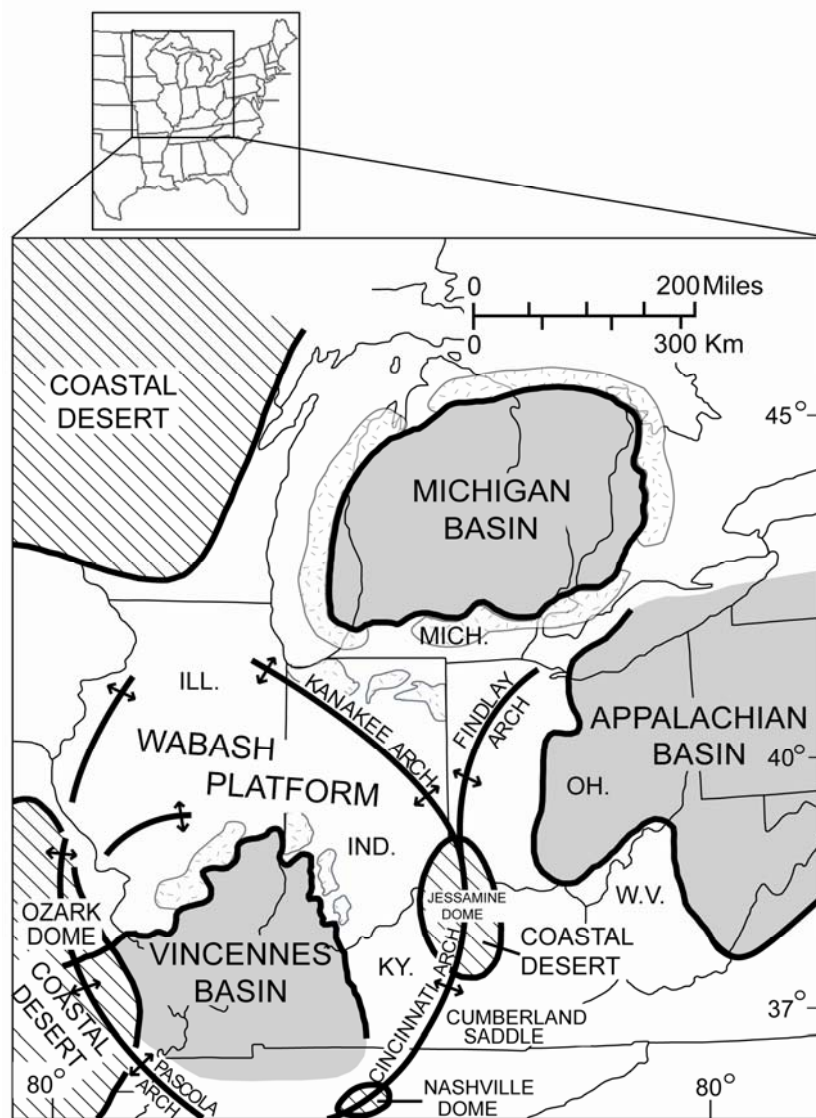 0
200 Miles
0
300 Km
COASTAL
DESERT
45°
MICHIGAN
BASIN
MICH.
ILL.
KANAKEE ARCH
FINDLAY
ARCH
APPALACHIAN
BASIN
WABASH
PLATFORM
40°
OH.
IND.
W.V.
JESSAMINE
DOME
OZARK
DOME
VINCENNES
BASIN
KY.
COASTAL
DESERT
COASTAL
DESERT
CINCINNATI ARCH
CUMBERLAND
SADDLE
37°
PASCOLA
ARCH
NASHVILLE
DOME
80°
80°